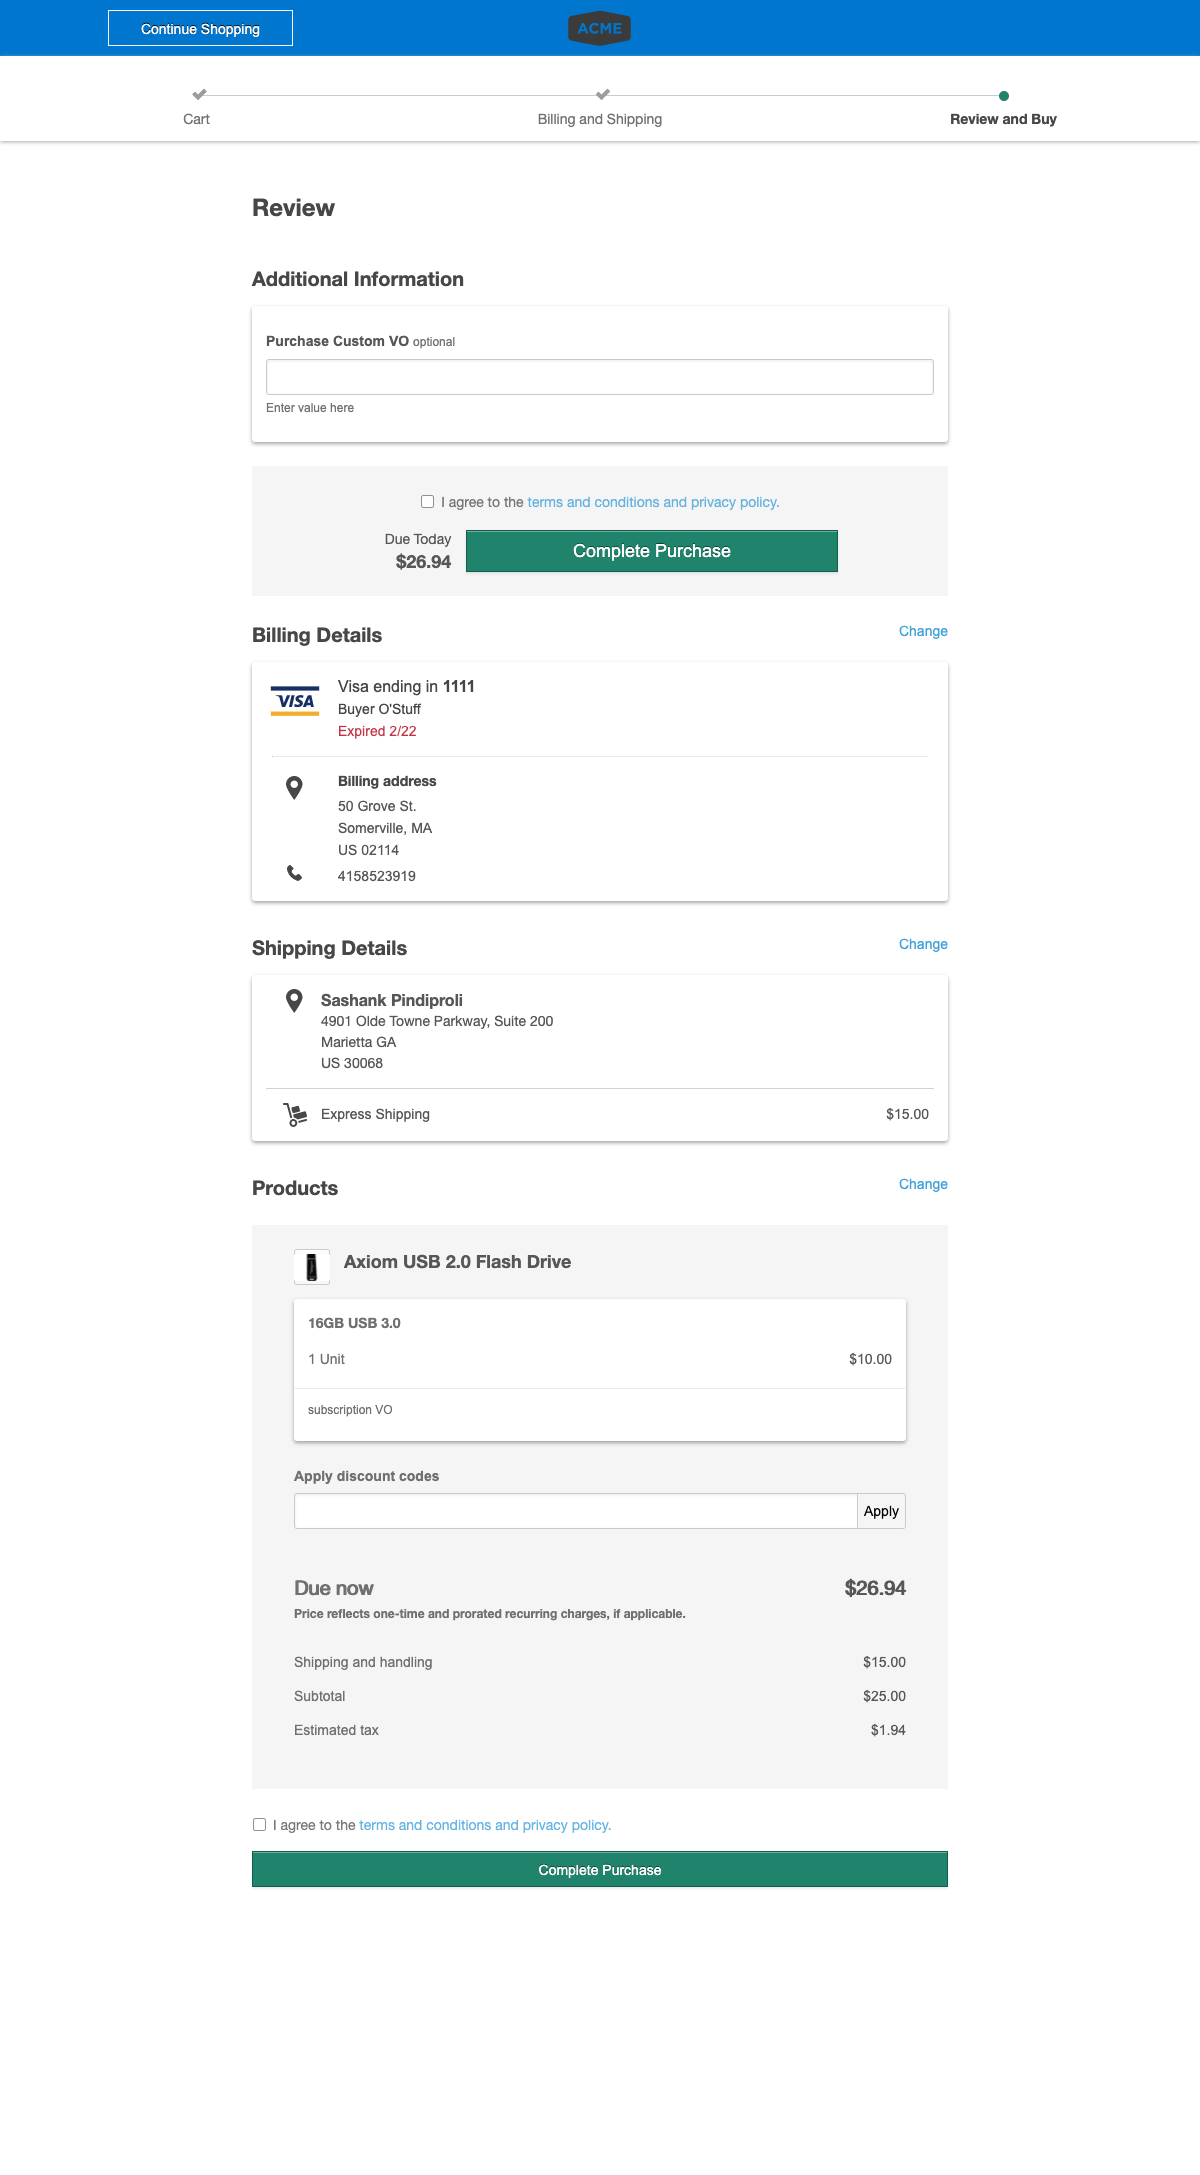 Continue Shopping
ACME
Cart
Billing and Shipping
Review and Buy
Review
Additional Information
Purchase Custom VO optional
Enter value here
I agree to the terms and conditions and privacy policy.
Due Today
$26.94
Complete Purchase
Billing Details
Change
VISA
Visa ending in 1111
Buyer O'Stuff
Expired 2/22
Billing address
50 Grove St.
Somerville, MA
US 02114
4158523919
Shipping Details
Change
Sashank Pindiproli
4901 Olde Towne Parkway, Suite 200
Marietta GA
US 30068
Express Shipping $15.00
Products
Change
Axiom USB 2.0 Flash Drive
16GB USB 3.0
1 Unit $10.00
subscription VO
Apply discount codes
Apply
Due now $26.94
Price reflects one-time and prorated recurring charges, if applicable.
Shipping and handling $15.00
Subtotal $25.00
Estimated tax $1.94
I agree to the terms and conditions and privacy policy.
Complete Purchase